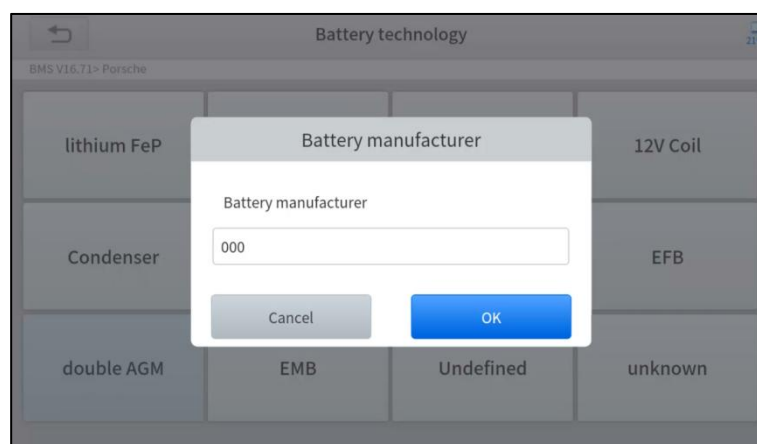 Battery technology
21
BMS V16.71> Porsche
lithium FeP
12V Coil
Battery manufacturer
Battery manufacturer
000
Condenser
EFB
Cancel
OK
double AGM
EMB
Undefined
unknown